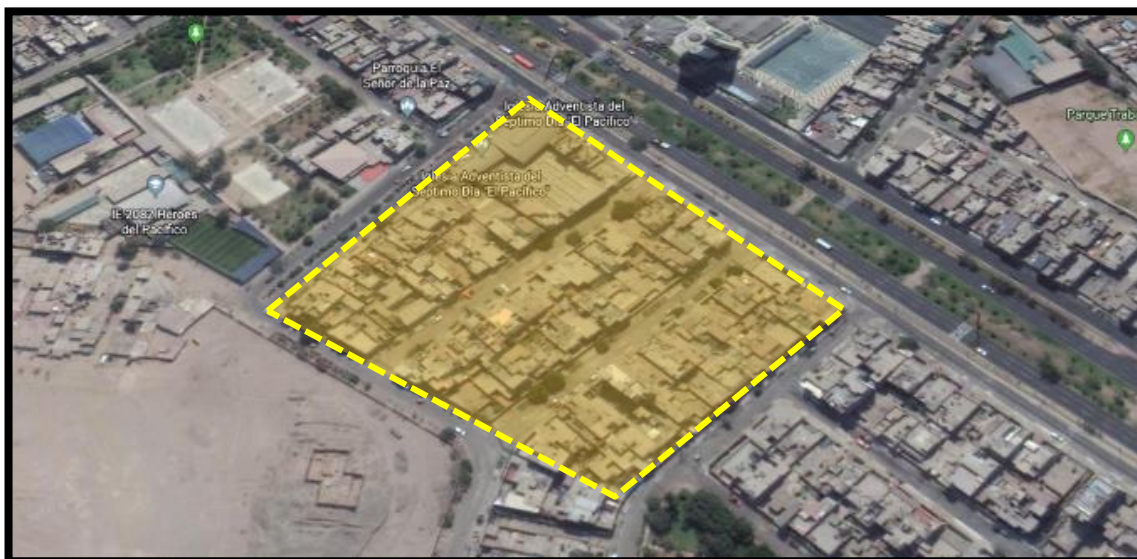 Parroquia El
Señor de la Paz
Iglesia Adventista del
Séptimo Día "El Pacífico"
Parque Trab
Iglesia Adventista del
Séptimo Día "El Pacífico"
IE 2082 Héroes
del Pacífico